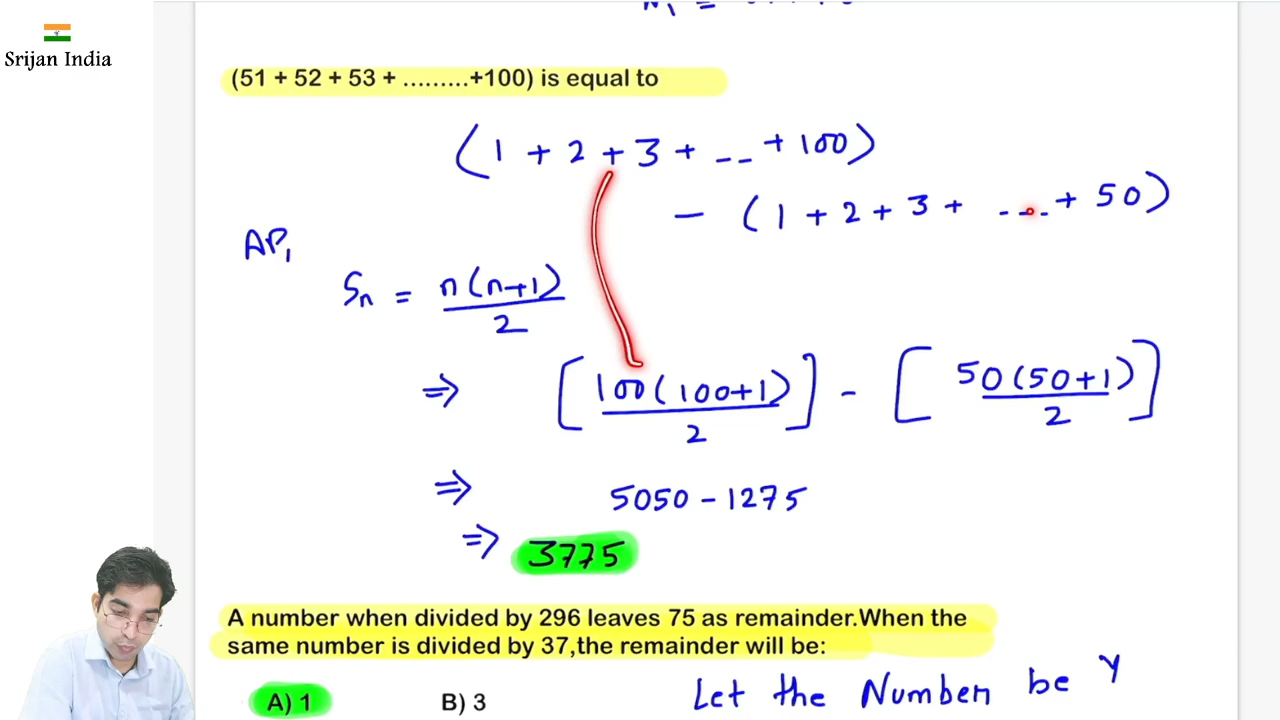 Srijan India
(51 + 52 + 53 + .........+100) is equal to
(1 + 2 + 3 + -- + 100)
- (1 + 2 + 3 + --- + 50)
AP,
Sn = n(n+1)/2
⇒ [100(100+1)/2] - [50(50+1)/2]
⇒ 5050 - 1275
⇒ 3775
A number when divided by 296 leaves 75 as remainder.When the
same number is divided by 37,the remainder will be:
Let the Number be
A) 1 B) 3